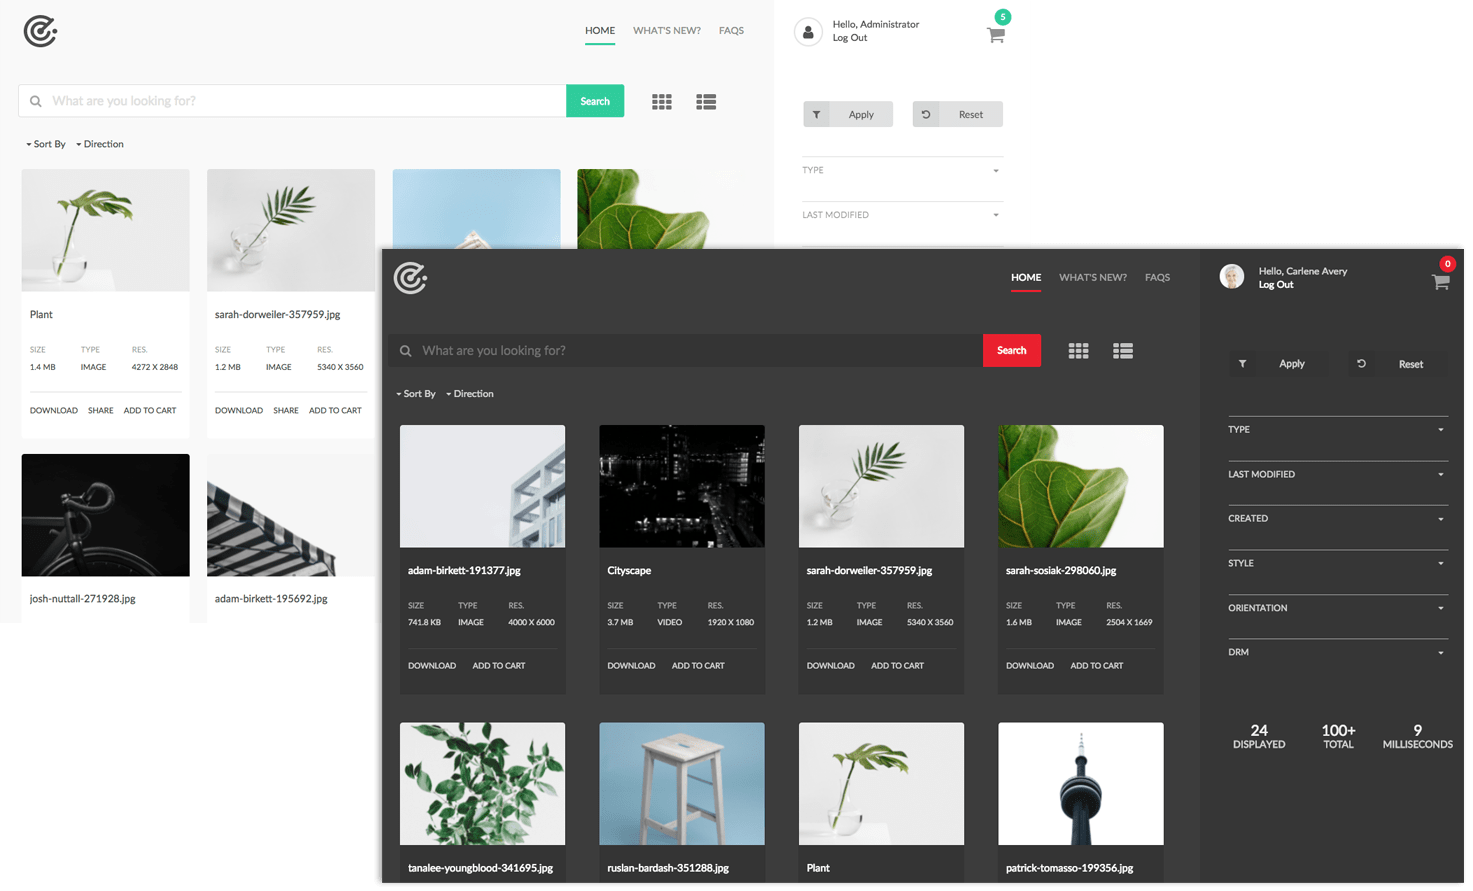 HOME WHAT'S NEW? FAQS
Hello, Administrator
Log Out
5
What are you looking for?
Search
Apply
Reset
Sort By
Direction
TYPE
LAST MODIFIED
Plant
SIZE TYPE RES.
1.4 MB IMAGE 4272 X 2848
DOWNLOAD SHARE ADD TO CART
sarah-dorweiler-357959.jpg
SIZE TYPE RES.
1.2 MB IMAGE 5340 X 3560
DOWNLOAD SHARE ADD TO CART
josh-nuttall-271928.jpg
adam-birkett-195692.jpg
HOME WHAT'S NEW? FAQS
Hello, Carlene Avery
Log Out
0
What are you looking for?
Search
Apply
Reset
Sort By
Direction
adam-birkett-191377.jpg
SIZE TYPE RES.
741.8 KB IMAGE 4000 X 6000
DOWNLOAD ADD TO CART
Cityscape
SIZE TYPE RES.
3.7 MB VIDEO 1920 X 1080
DOWNLOAD ADD TO CART
sarah-dorweiler-357959.jpg
SIZE TYPE RES.
1.2 MB IMAGE 5340 X 3560
DOWNLOAD ADD TO CART
sarah-sosiak-298060.jpg
SIZE TYPE RES.
1.6 MB IMAGE 2504 X 1669
DOWNLOAD ADD TO CART
tanalee-youngblood-341695.jpg
ruslan-bardash-351288.jpg
Plant
patrick-tomasso-199356.jpg
TYPE
LAST MODIFIED
CREATED
STYLE
ORIENTATION
DRM
24 100+ 9
DISPLAYED TOTAL MILLISECONDS